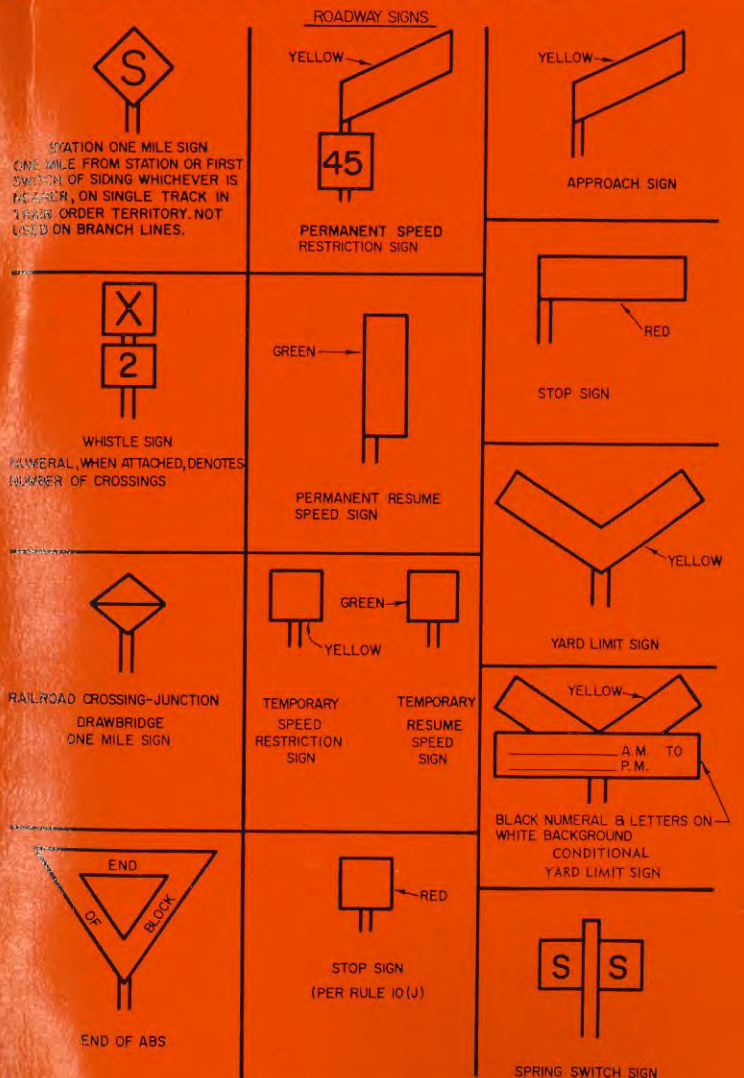 ROADWAY SIGNS
S
STATION ONE MILE SIGN
ONE MILE FROM STATION OR FIRST
SWITCH OF SIDING WHICHEVER IS
NEARER, ON SINGLE TRACK IN
TRAIN ORDER TERRITORY. NOT
USED ON BRANCH LINES.
X
2
WHISTLE SIGN
NUMERAL, WHEN ATTACHED, DENOTES
NUMBER OF CROSSINGS
RAILROAD CROSSING-JUNCTION
DRAWBRIDGE
ONE MILE SIGN
END
OF
BLOCK
END OF ABS
YELLOW
45
PERMANENT SPEED
RESTRICTION SIGN
GREEN
PERMANENT RESUME
SPEED SIGN
YELLOW
TEMPORARY
SPEED
RESTRICTION
SIGN
GREEN
TEMPORARY
RESUME
SPEED
SIGN
RED
STOP SIGN
(PER RULE 10(J)
YELLOW
APPROACH SIGN
RED
STOP SIGN
YELLOW
YARD LIMIT SIGN
YELLOW
A.M. TO
P.M.
BLACK NUMERAL & LETTERS ON
WHITE BACKGROUND
CONDITIONAL
YARD LIMIT SIGN
S S
SPRING SWITCH SIGN